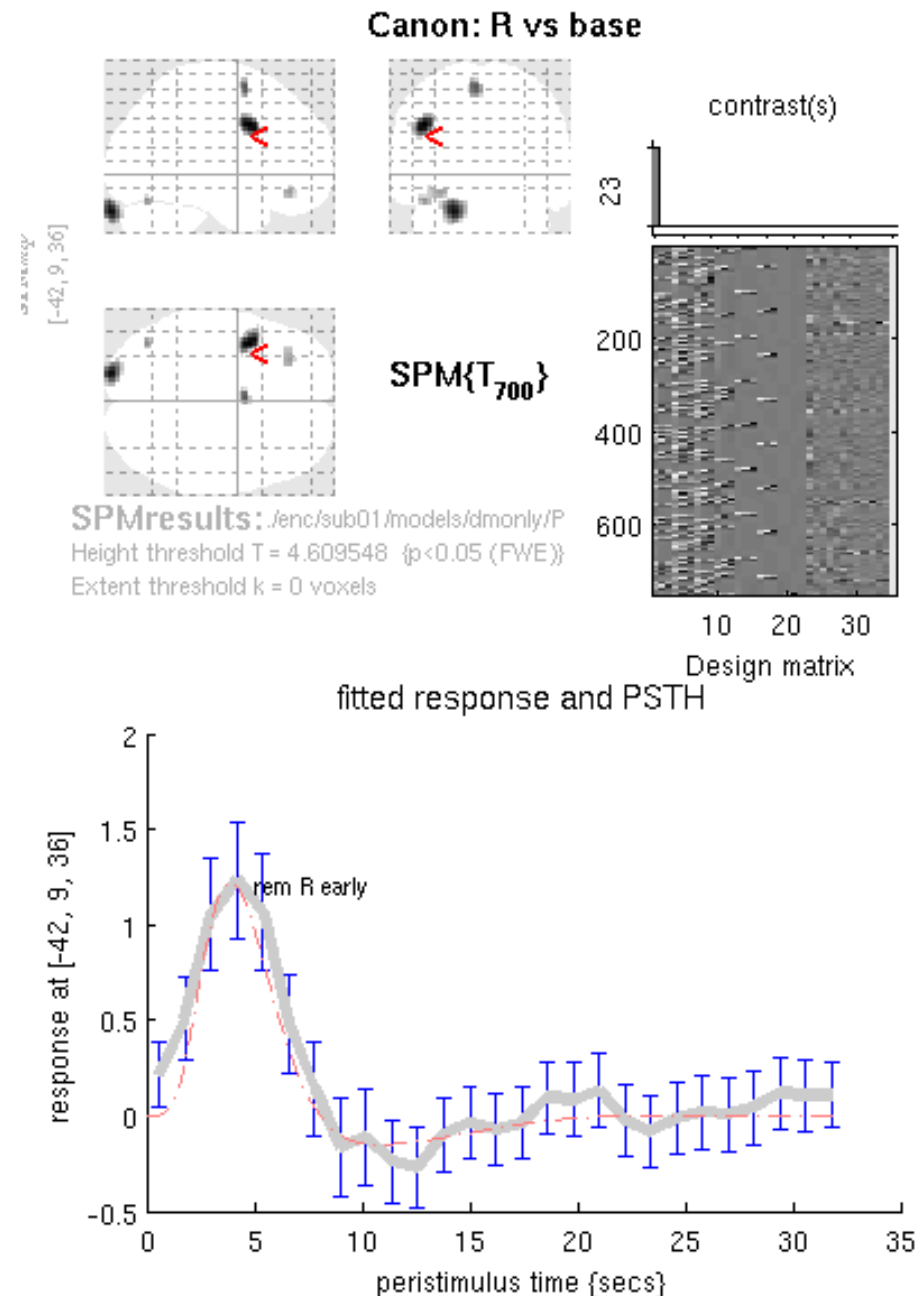 Canon: R vs base
contrast(s)
23
[-42, 9, 36]
SPM{T700}
200
400
600
10 20 30
Design matrix
SPMresults: ./enc/sub01/models/dmonly/P
Height threshold T = 4.609548 {p<0.05 (FWE)}
Extent threshold k = 0 voxels
fitted response and PSTH
2
1.5
1
0.5
0
-0.5
response at [-42, 9, 36]
rem R early
0 5 10 15 20 25 30 35
peristimulus time {secs}